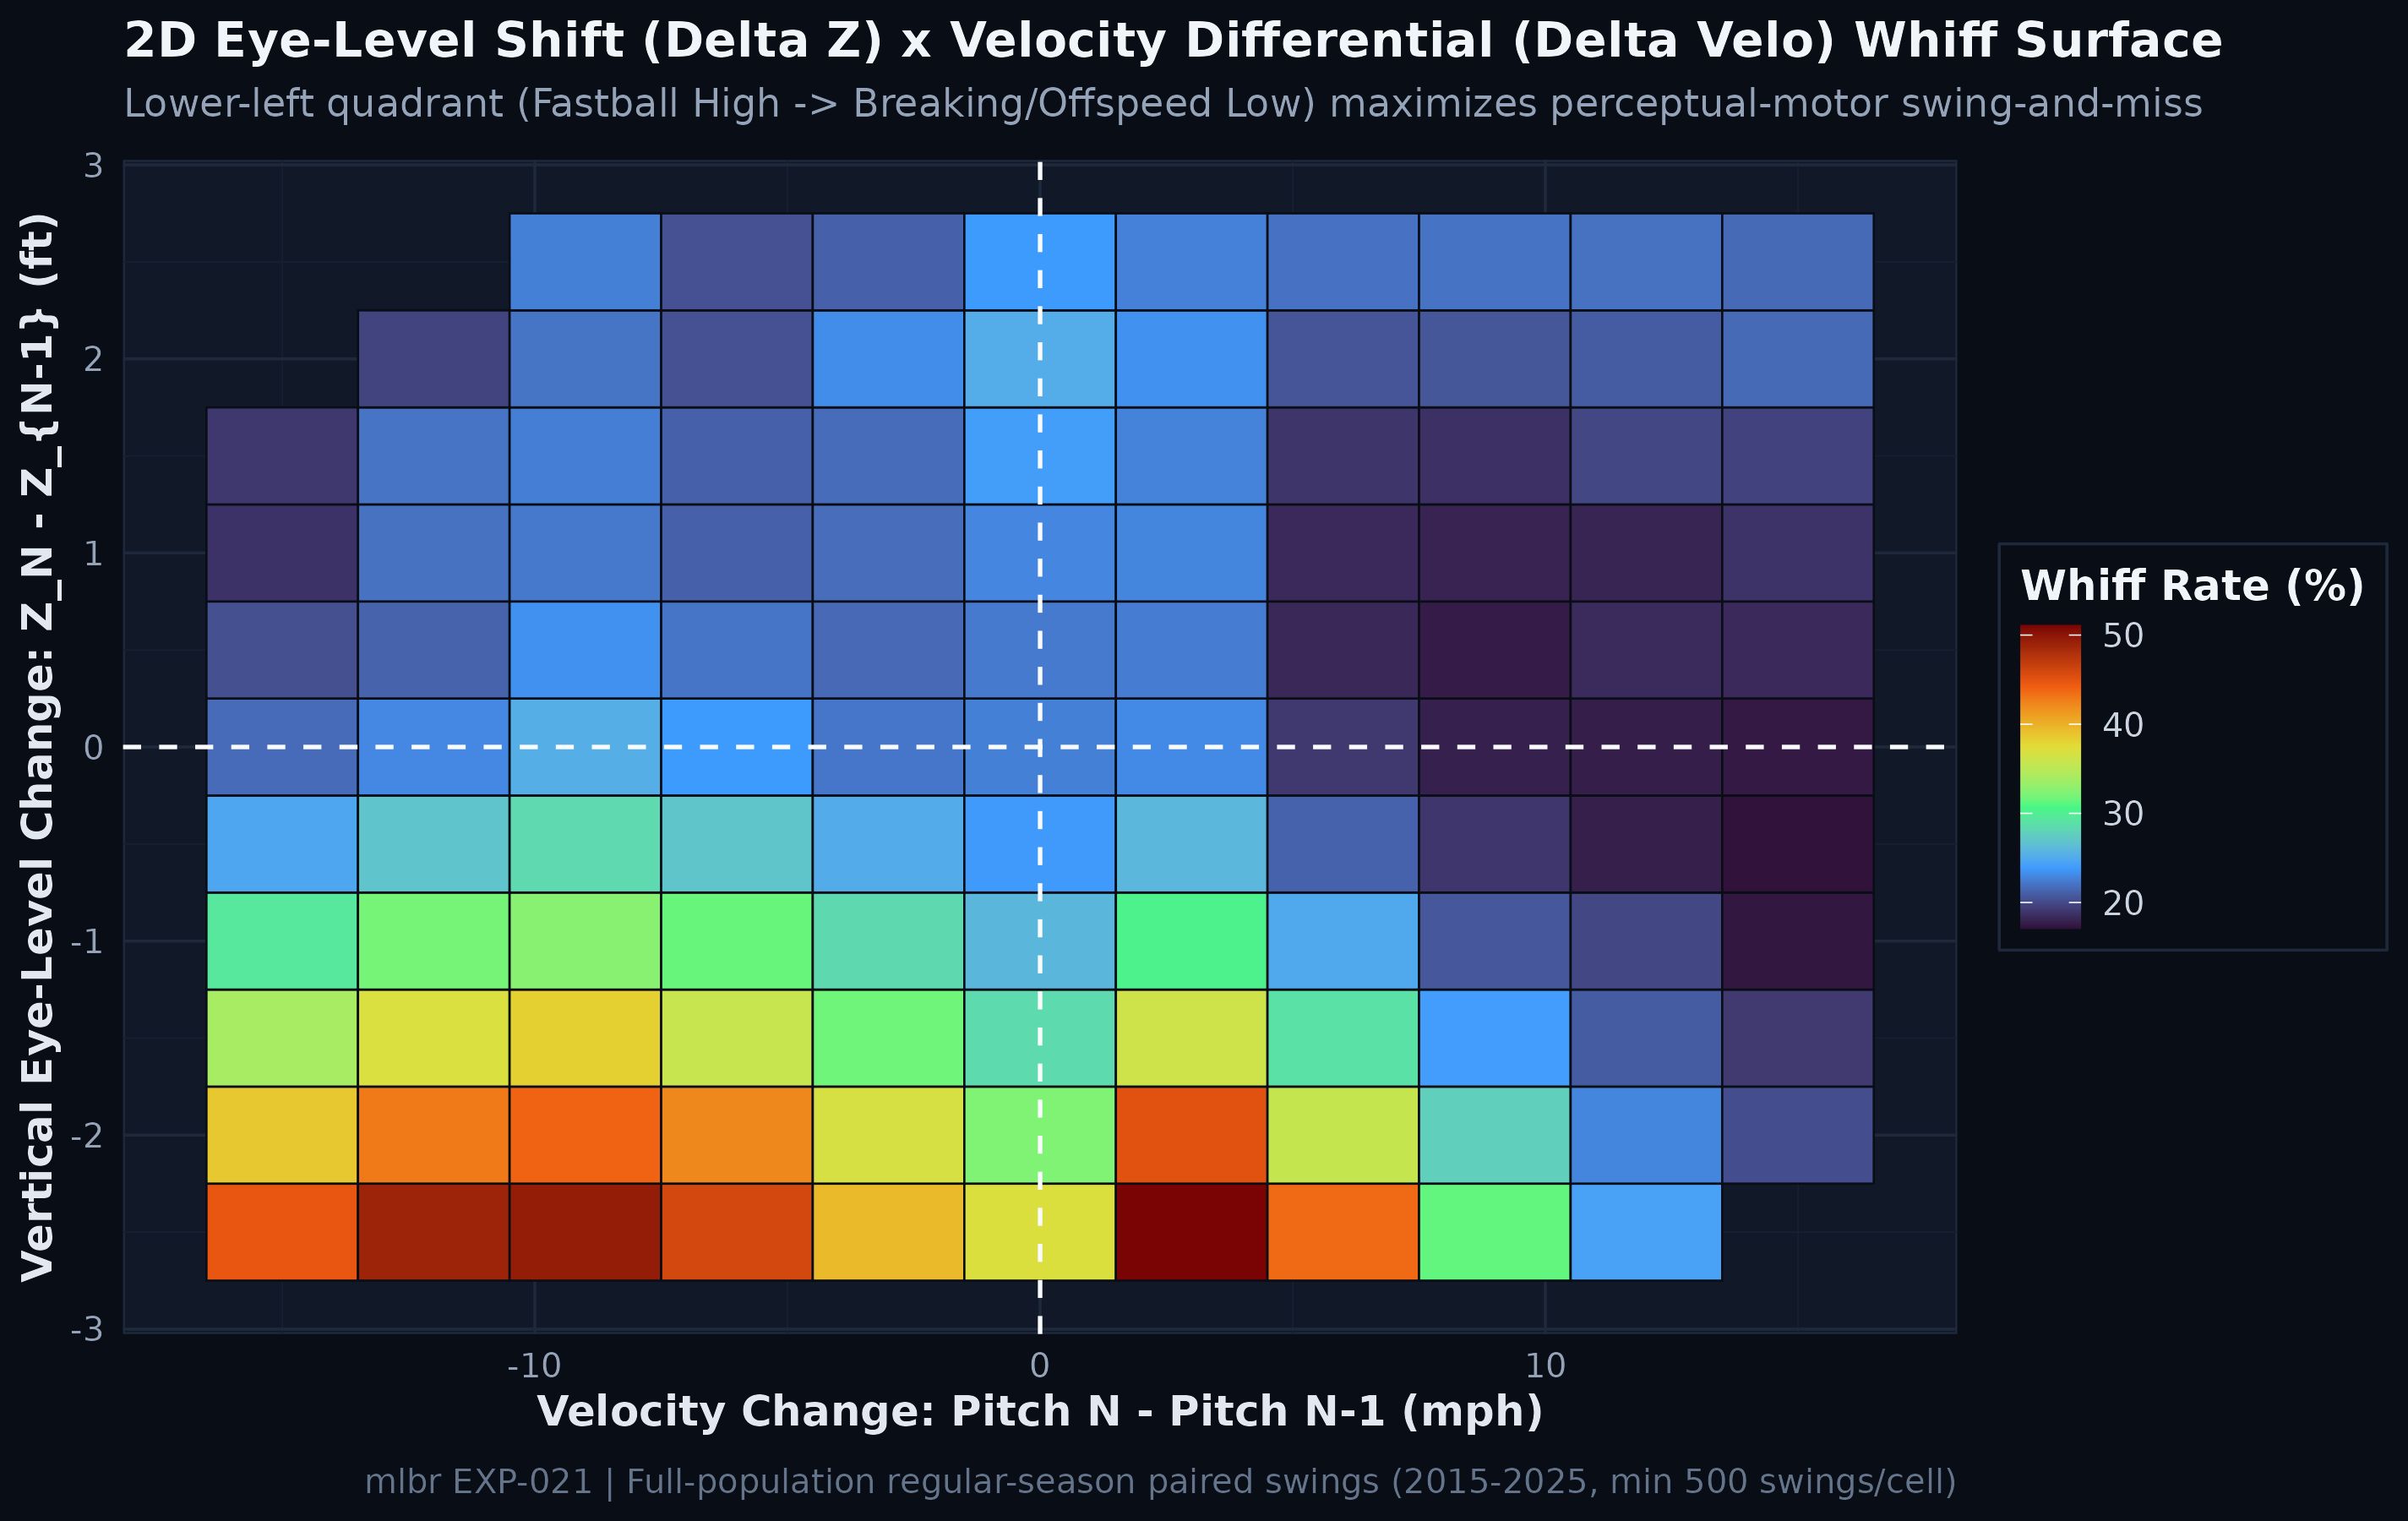 2D Eye-Level Shift (Delta Z) x Velocity Differential (Delta Velo) Whiff Surface
Lower-left quadrant (Fastball High -> Breaking/Offspeed Low) maximizes perceptual-motor swing-and-miss
Vertical Eye-Level Change: Z_N - Z_{N-1} (ft)
3
2
1
0
-1
-2
-3
-10
0
10
Velocity Change: Pitch N - Pitch N-1 (mph)
Whiff Rate (%)
50
40
30
20
mlbr EXP-021 | Full-population regular-season paired swings (2015-2025, min 500 swings/cell)